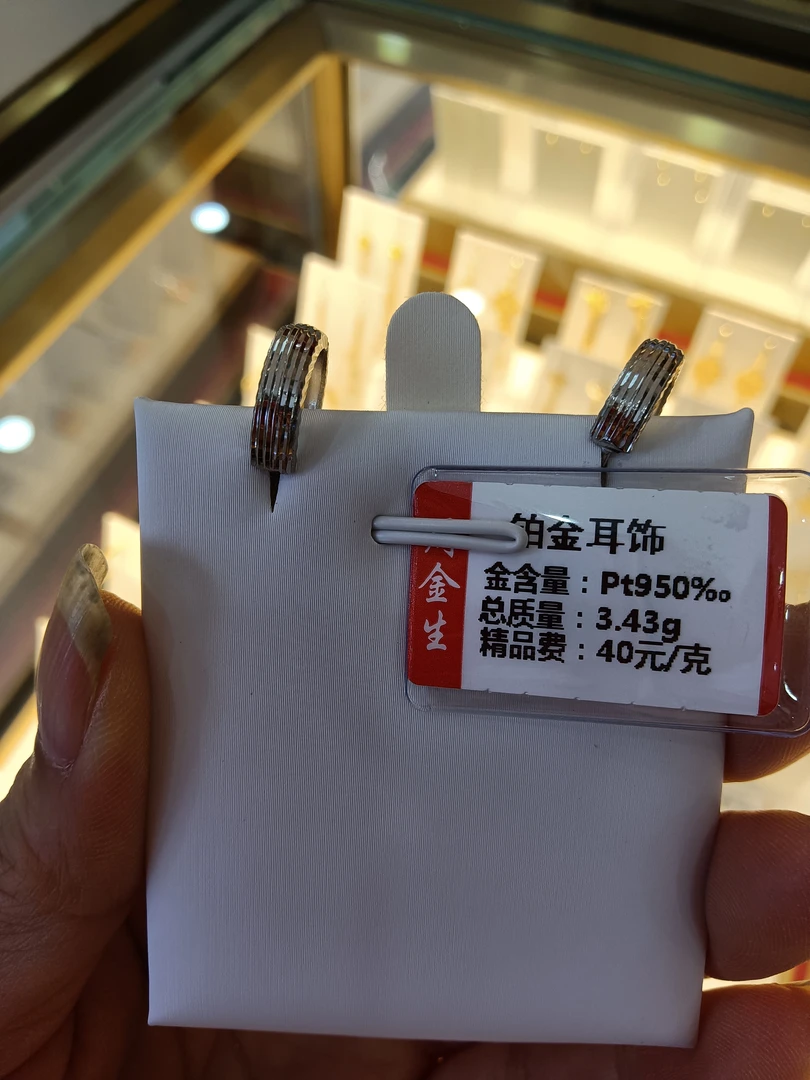 铂金耳饰
金含量：Pt950‰
总质量：3.43g
精品费：40元/克
金生